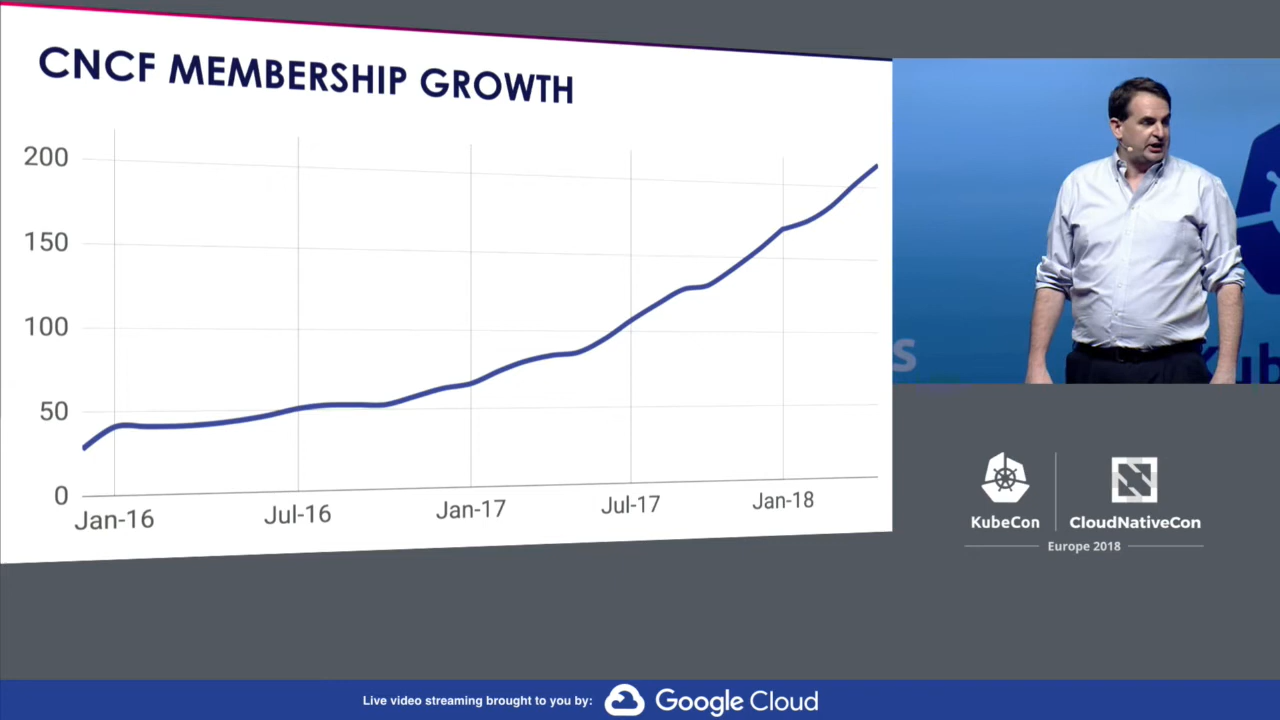 CNCF MEMBERSHIP GROWTH
200
150
100
50
0
Jan-16
Jul-16
Jan-17
Jul-17
Jan-18
s
Kub
KubeCon
CloudNativeCon
Europe 2018
Live video streaming brought to you by:
Google Cloud